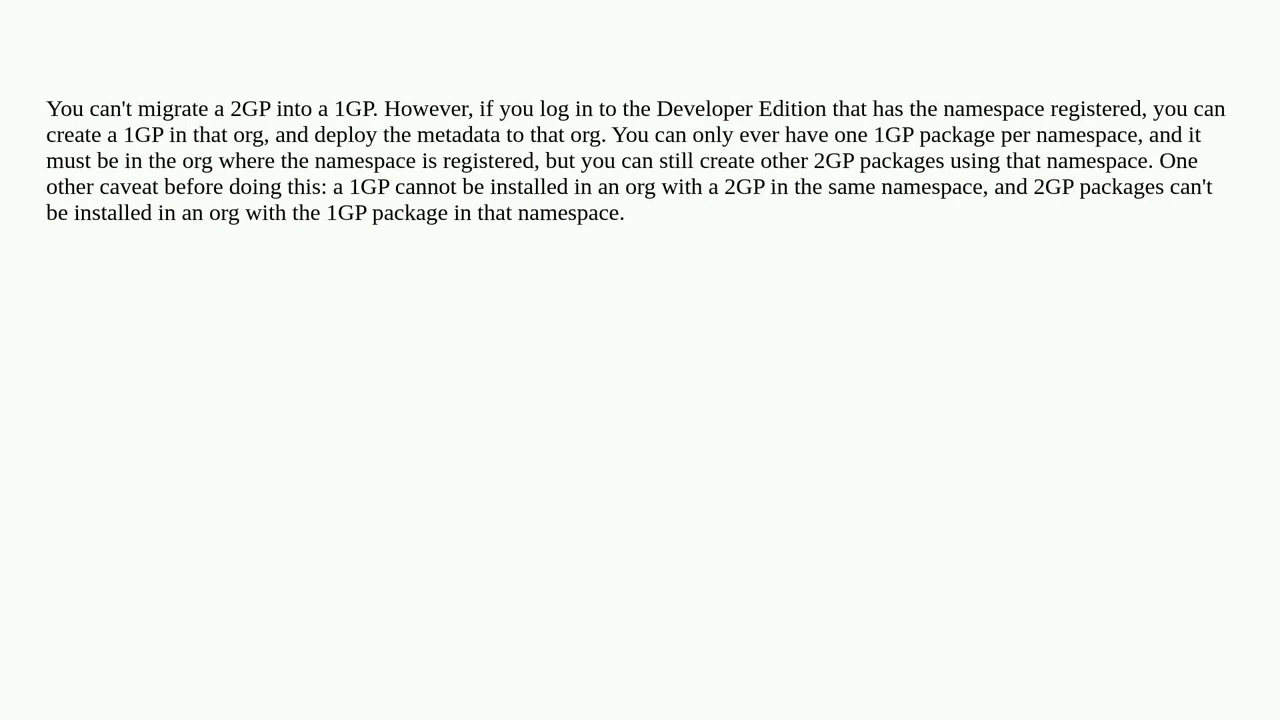 You can't migrate a 2GP into a 1GP. However, if you log in to the Developer Edition that has the namespace registered, you can
create a 1GP in that org, and deploy the metadata to that org. You can only ever have one 1GP package per namespace, and it
must be in the org where the namespace is registered, but you can still create other 2GP packages using that namespace. One
other caveat before doing this: a 1GP cannot be installed in an org with a 2GP in the same namespace, and 2GP packages can't
be installed in an org with the 1GP package in that namespace.